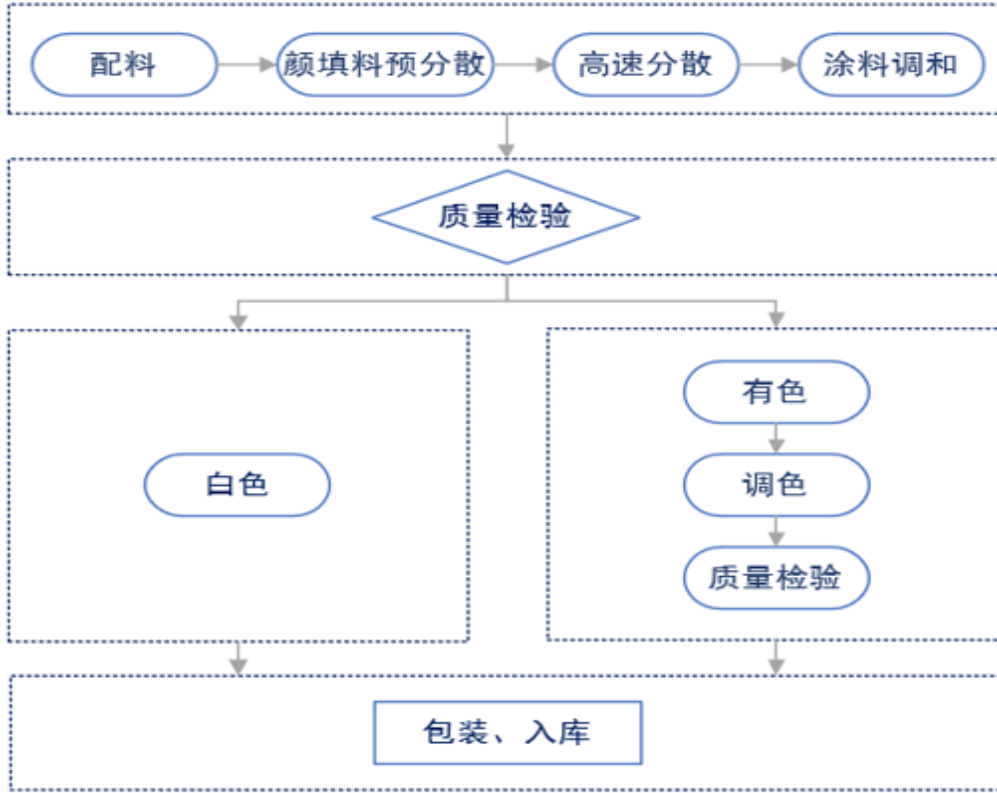 配料 颜填料预分散 高速分散 涂料调和
质量检验
有色
白色 调色
质量检验
包装、入库